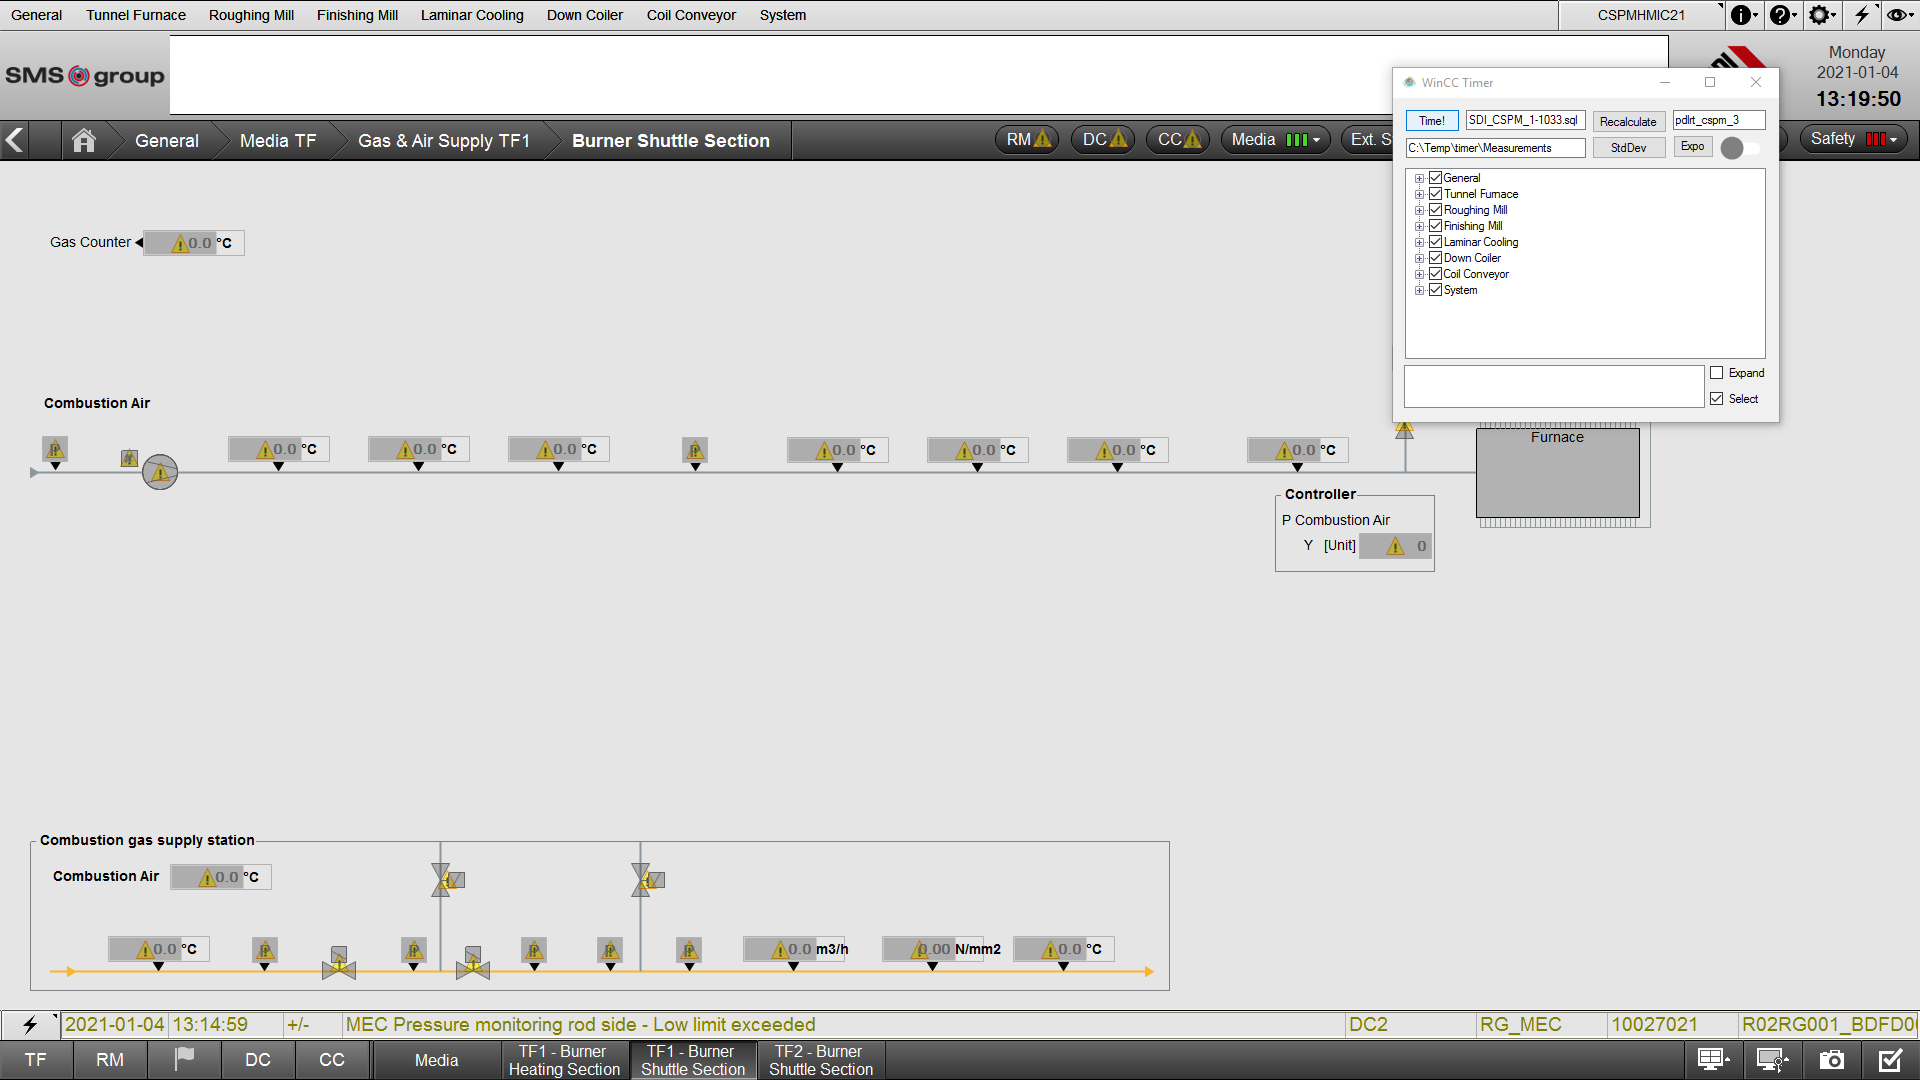 General Tunnel Furnace Roughing Mill Finishing Mill Laminar Cooling Down Coiler Coil Conveyor System CSPMHMIC21
SMS group
Monday
2021-01-04
13:19:50
General Media TF Gas & Air Supply TF1 Burner Shuttle Section RM DC CC Media Ext. S Safety
WinCC Timer
Time! SDI_CSPM_1-1033.sql Recalculate pdlrt_cspm_3
C:\Temp\timer\Measurements StdDev Expo
General
Tunnel Furnace
Roughing Mill
Finishing Mill
Laminar Cooling
Down Coiler
Coil Conveyor
System
Expand
Select
Gas Counter 0.0 °C
Combustion Air
P 0.0 °C 0.0 °C 0.0 °C P 0.0 °C 0.0 °C 0.0 °C 0.0 °C
Furnace
Controller
P Combustion Air
Y [Unit] 0
Combustion gas supply station
Combustion Air 0.0 °C
0.0 °C P P P P P 0.0 m3/h 0.00 N/mm2 0.0 °C
2021-01-04 13:14:59 +/- MEC Pressure monitoring rod side - Low limit exceeded DC2 RG_MEC 10027021
TF RM DC CC Media
TF1 - Burner
Heating Section
TF1 - Burner
Shuttle Section
TF2 - Burner
Shuttle Section